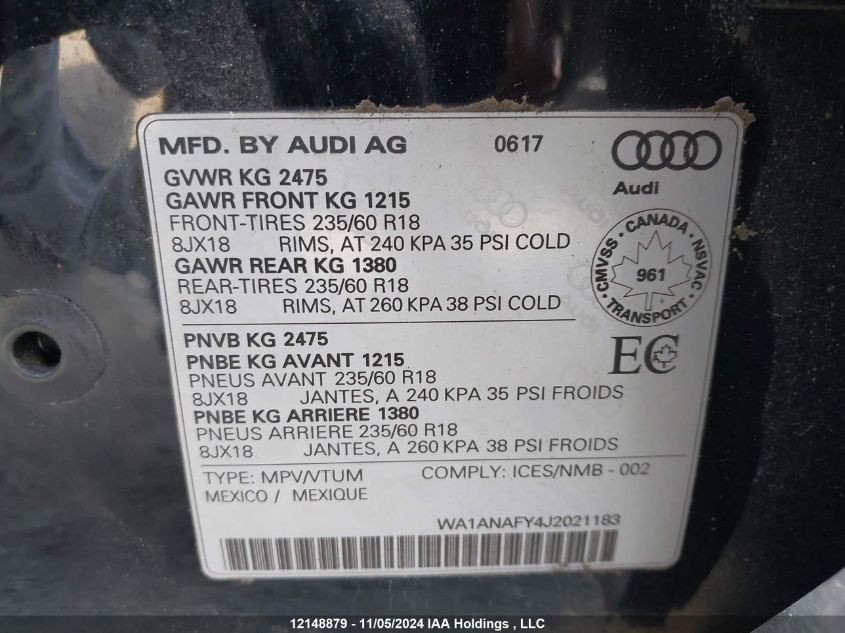 MFD. BY AUDI AG 0617
Audi
GVWR KG 2475
GAWR FRONT KG 1215
FRONT-TIRES 235/60 R18
8JX18 RIMS, AT 240 KPA 35 PSI COLD
GAWR REAR KG 1380
REAR-TIRES 235/60 R18
8JX18 RIMS, AT 260 KPA 38 PSI COLD
CMVSS - CANADA - NSVAC
961
TRANSPORT
PNVB KG 2475
PNBE KG AVANT 1215
PNEUS AVANT 235/60 R18
8JX18 JANTES, A 240 KPA 35 PSI FROIDS
PNBE KG ARRIERE 1380
PNEUS ARRIERE 235/60 R18
8JX18 JANTES, A 260 KPA 38 PSI FROIDS
EC
TYPE: MPV/VTUM COMPLY: ICES/NMB - 002
MEXICO / MEXIQUE
WA1ANAFY4J2021183
12148879 - 11/05/2024 IAA Holdings , LLC